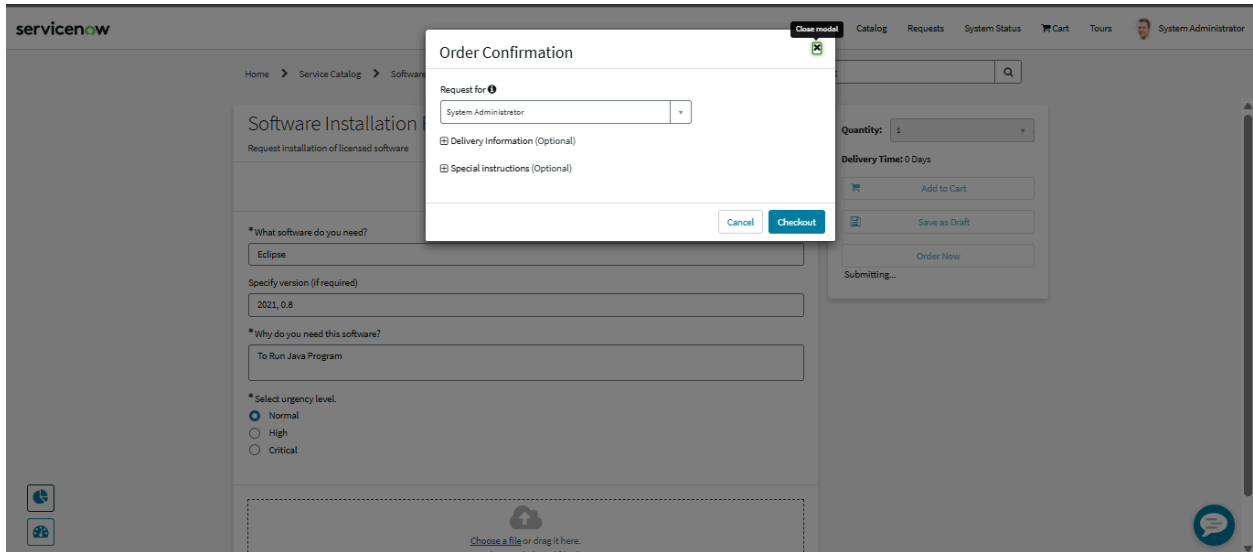 servicenow
Catalog Requests System Status Cart Tours System Administrator
Close modal
Order Confirmation
Home Service Catalog Software
Request for
System Administrator
Delivery Information (Optional)
Special instructions (Optional)
Cancel Checkout
Software Installation
Request installation of licensed software
*What software do you need?
Eclipse
Specify version (if required)
2021, 0.8
*Why do you need this software?
To Run Java Program
*Select urgency level.
Normal
High
Critical
Choose a file or drag it here.
Quantity: 1
Delivery Time: 0 Days
Add to Cart
Save as Draft
Order Now
Submitting...